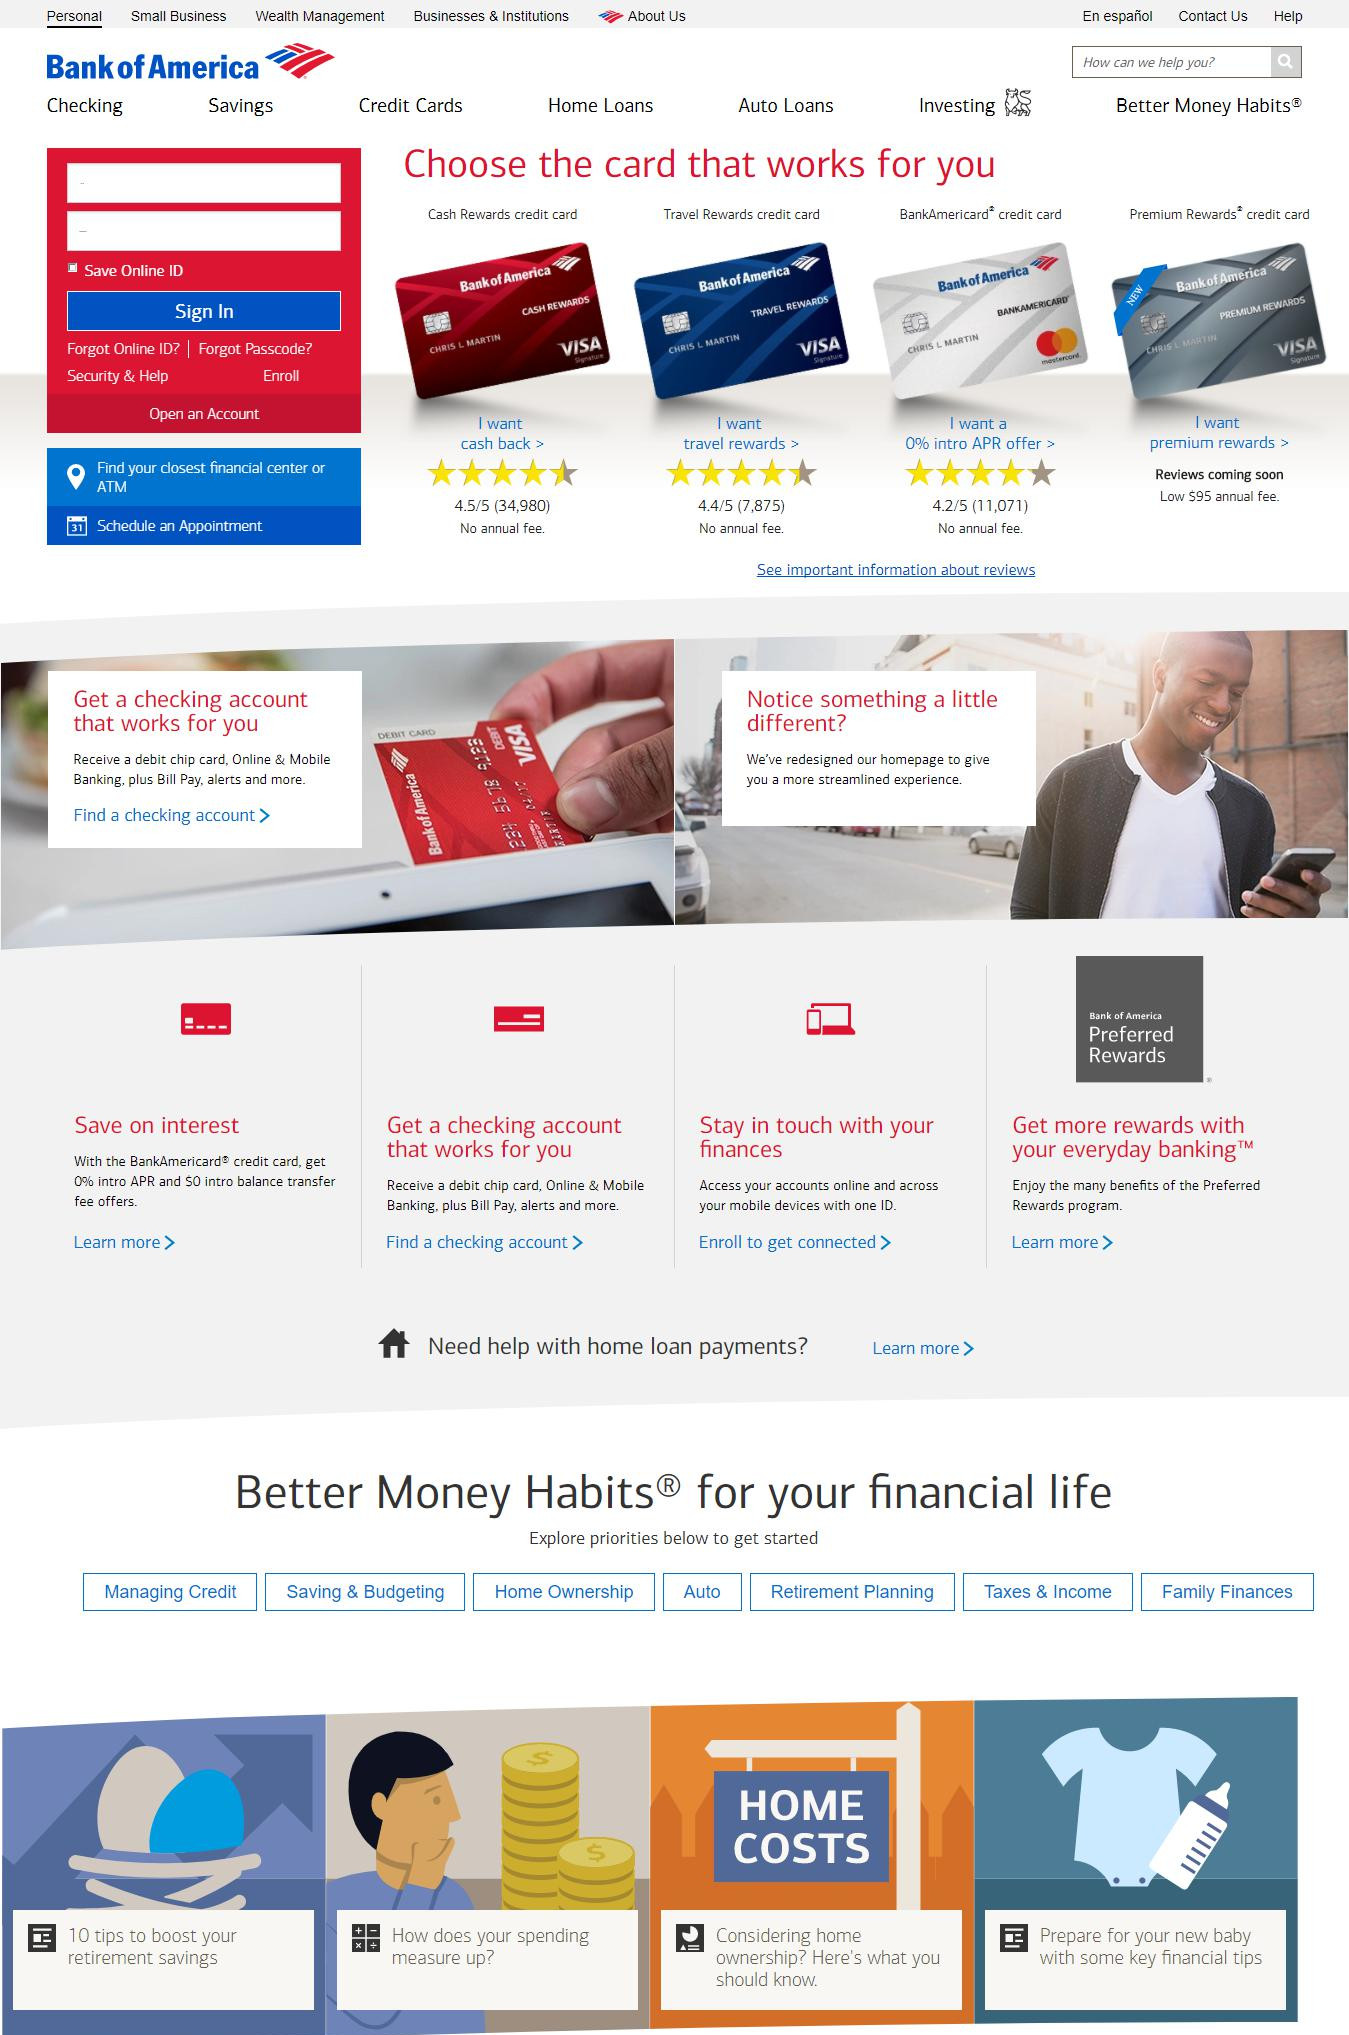 Personal Small Business Wealth Management Businesses & Institutions About Us En español Contact Us Help
Bank of America
How can we help you?
Checking Savings Credit Cards Home Loans Auto Loans Investing Better Money Habits®
Save Online ID
Sign In
Forgot Online ID? | Forgot Passcode?
Security & Help Enroll
Open an Account
Find your closest financial center or
ATM
31
Schedule an Appointment
Choose the card that works for you
Cash Rewards credit card
Bank of America
CASH REWARDS
CHRIS L MARTIN
VISA
Signature
I want
cash back >
4.5/5 (34,980)
No annual fee.
Travel Rewards credit card
Bank of America
TRAVEL REWARDS
CHRIS L MARTIN
VISA
Signature
I want
travel rewards >
4.4/5 (7,875)
No annual fee.
BankAmericard® credit card
Bank of America
BANKAMERICARD
CHRIS L MARTIN
mastercard
I want a
0% intro APR offer >
4.2/5 (11,071)
No annual fee.
Premium Rewards® credit card
NEW
Bank of America
PREMIUM REWARDS
CHRIS L MARTIN
VISA
Signature
I want
premium rewards >
Reviews coming soon
Low $95 annual fee.
See important information about reviews
Get a checking account
that works for you
Receive a debit chip card, Online & Mobile
Banking, plus Bill Pay, alerts and more.
Find a checking account >
DEBIT CARD
Bank of America
DEBIT
VISA
Notice something a little
different?
We've redesigned our homepage to give
you a more streamlined experience.
Save on interest
With the BankAmericard® credit card, get
0% intro APR and $0 intro balance transfer
fee offers.
Learn more >
Get a checking account
that works for you
Receive a debit chip card, Online & Mobile
Banking, plus Bill Pay, alerts and more.
Find a checking account >
Stay in touch with your
finances
Access your accounts online and across
your mobile devices with one ID.
Enroll to get connected >
Bank of America
Preferred
Rewards
®
Get more rewards with
your everyday banking™
Enjoy the many benefits of the Preferred
Rewards program.
Learn more >
Need help with home loan payments? Learn more >
Better Money Habits® for your financial life
Explore priorities below to get started
Managing Credit Saving & Budgeting Home Ownership Auto Retirement Planning Taxes & Income Family Finances
10 tips to boost your
retirement savings
$
$
How does your spending
measure up?
HOME
COSTS
Considering home
ownership? Here's what you
should know.
Prepare for your new baby
with some key financial tips